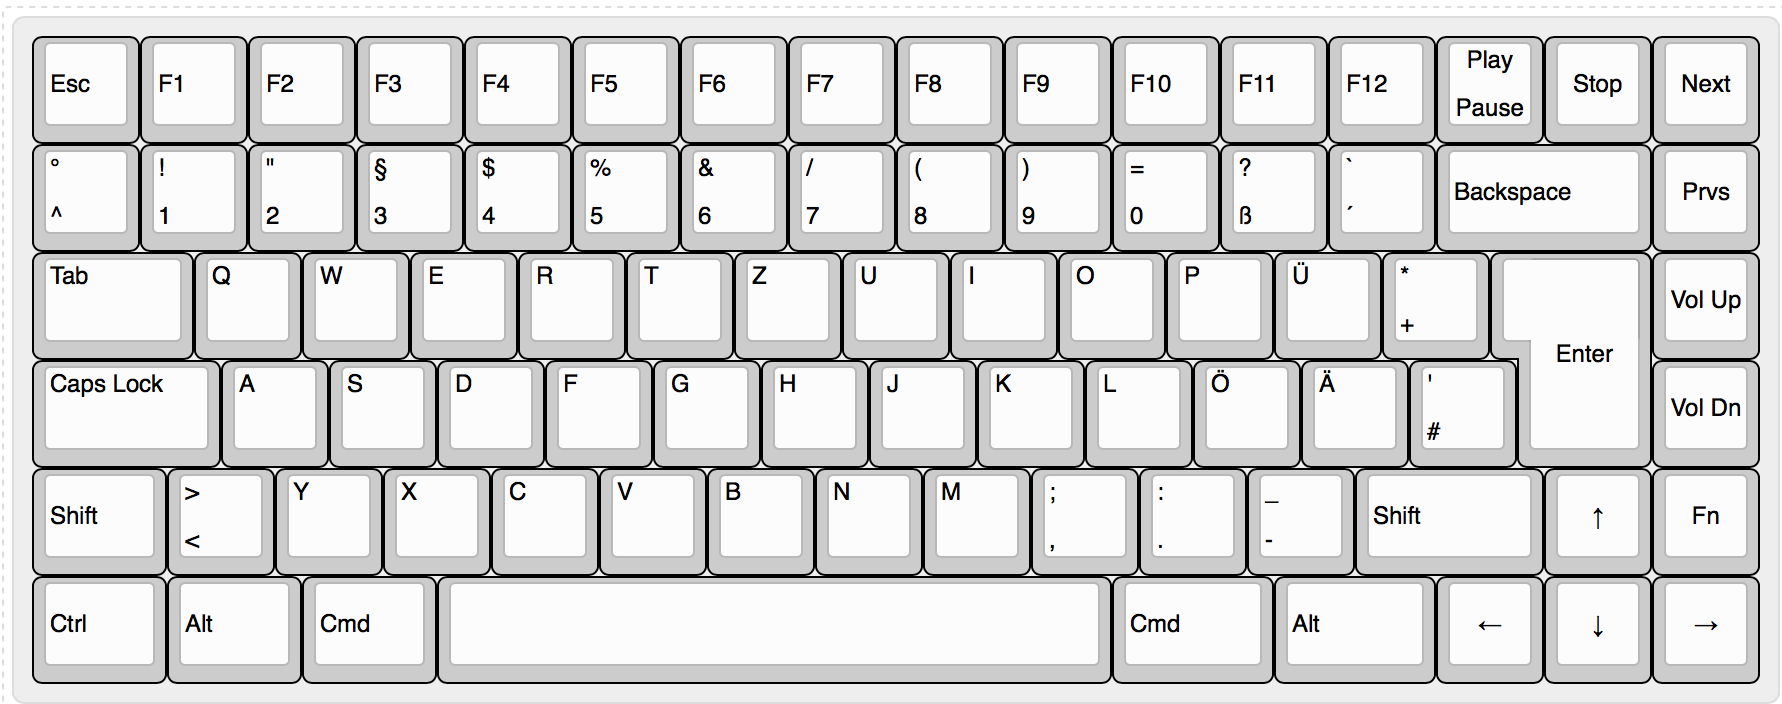 Esc F1 F2 F3 F4 F5 F6 F7 F8 F9 F10 F11 F12 Play Pause Stop Next
° ! " § $ % & / ( ) = ? `
^ 1 2 3 4 5 6 7 8 9 0 ß ´ Backspace Prvs
Tab Q W E R T Z U I O P Ü * + Vol Up
Enter
Caps Lock A S D F G H J K L Ö Ä ' # Vol Dn
Shift > < Y X C V B N M ; , : . _ - Shift ↑ Fn
Ctrl Alt Cmd Cmd Alt ← ↓ →